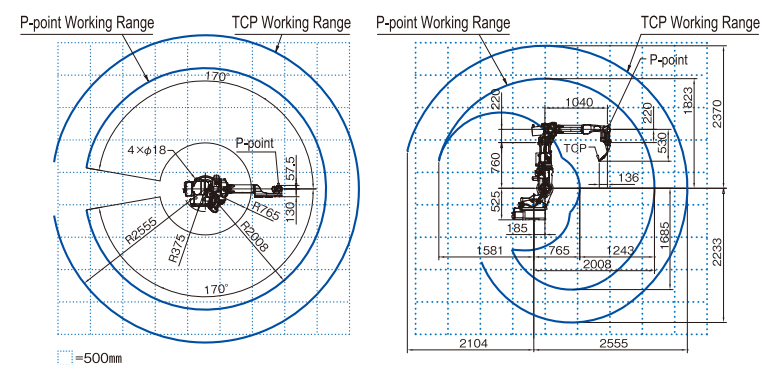 P-point Working Range
TCP Working Range
170°
4×φ18
P-point
57.5
130
R765
R2555
R375
R2008
170°
=500mm
P-point Working Range
TCP Working Range
P-point
220
1040
220
530
1823
2370
TCP
760
136
525
185
1685
2233
1581
765
1243
2008
2104
2555